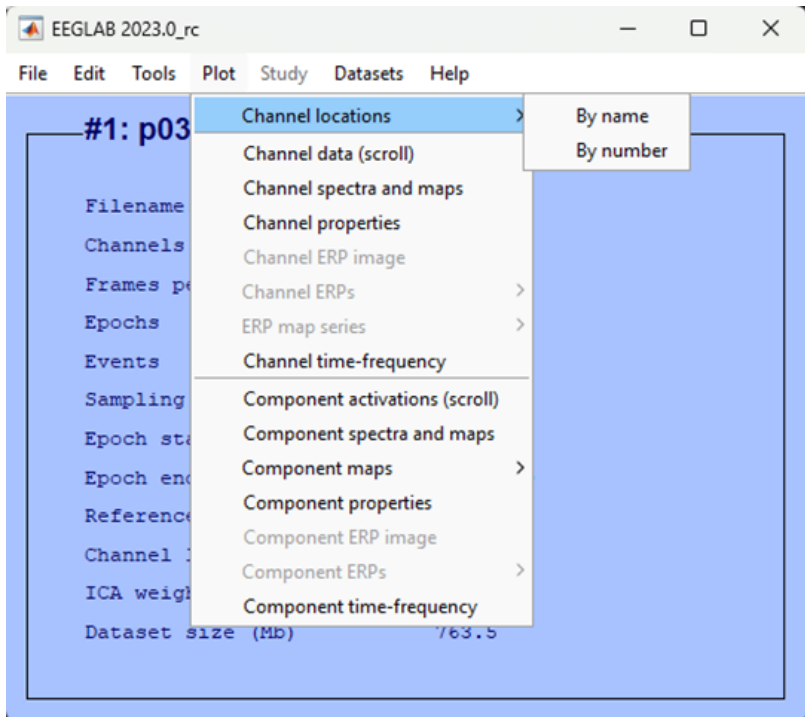 EEGLAB 2023.0_rc
File Edit Tools Plot Study Datasets Help
#1: p03
Channel locations
By name
By number
Channel data (scroll)
Channel spectra and maps
Filename
Channel properties
Channels
Channel ERP image
Frames pe
Channel ERPs
Epochs
ERP map series
Events
Channel time-frequency
Sampling
Component activations (scroll)
Epoch sta
Component spectra and maps
Epoch end
Component maps
Reference
Component properties
Channel l
Component ERP image
ICA weigh
Component ERPs
Component time-frequency
Dataset size (Mb) 763.5